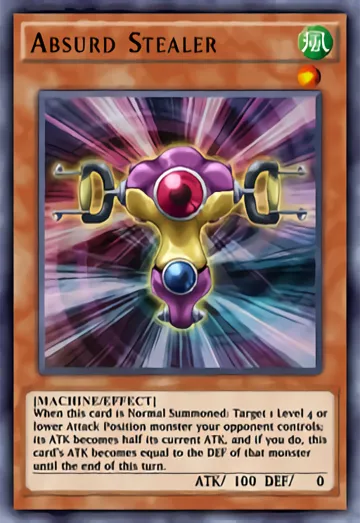 ABSURD STEALER
風
[MACHINE/EFFECT]
When this card is Normal Summoned: Target 1 Level 4 or
lower Attack Position monster your opponent controls;
its ATK becomes half its current ATK, and if you do, this
card's ATK becomes equal to the DEF of that monster
until the end of this turn.
ATK/ 100 DEF/ 0